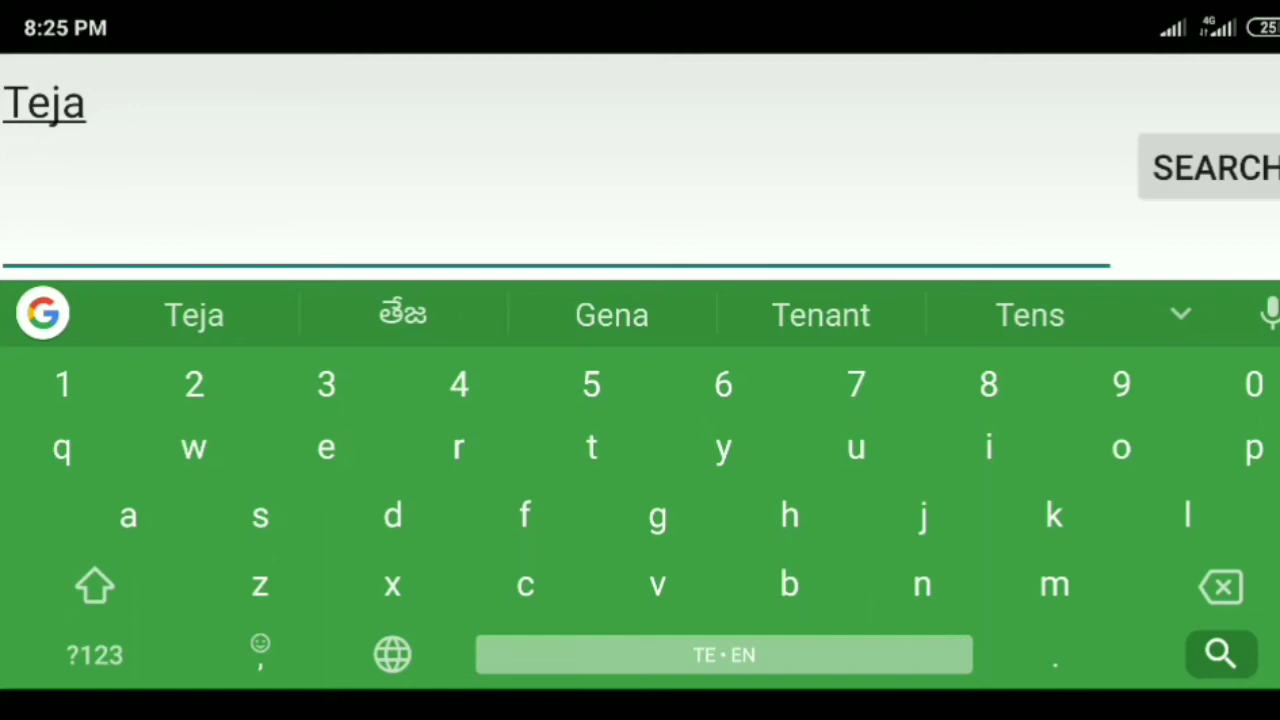 8:25 PM 4G 25
Teja
SEARCH
G Teja తేజ Gena Tenant Tens
1 2 3 4 5 6 7 8 9 0
q w e r t y u i o p
a s d f g h j k l
z x c v b n m
?123 , TE • EN .